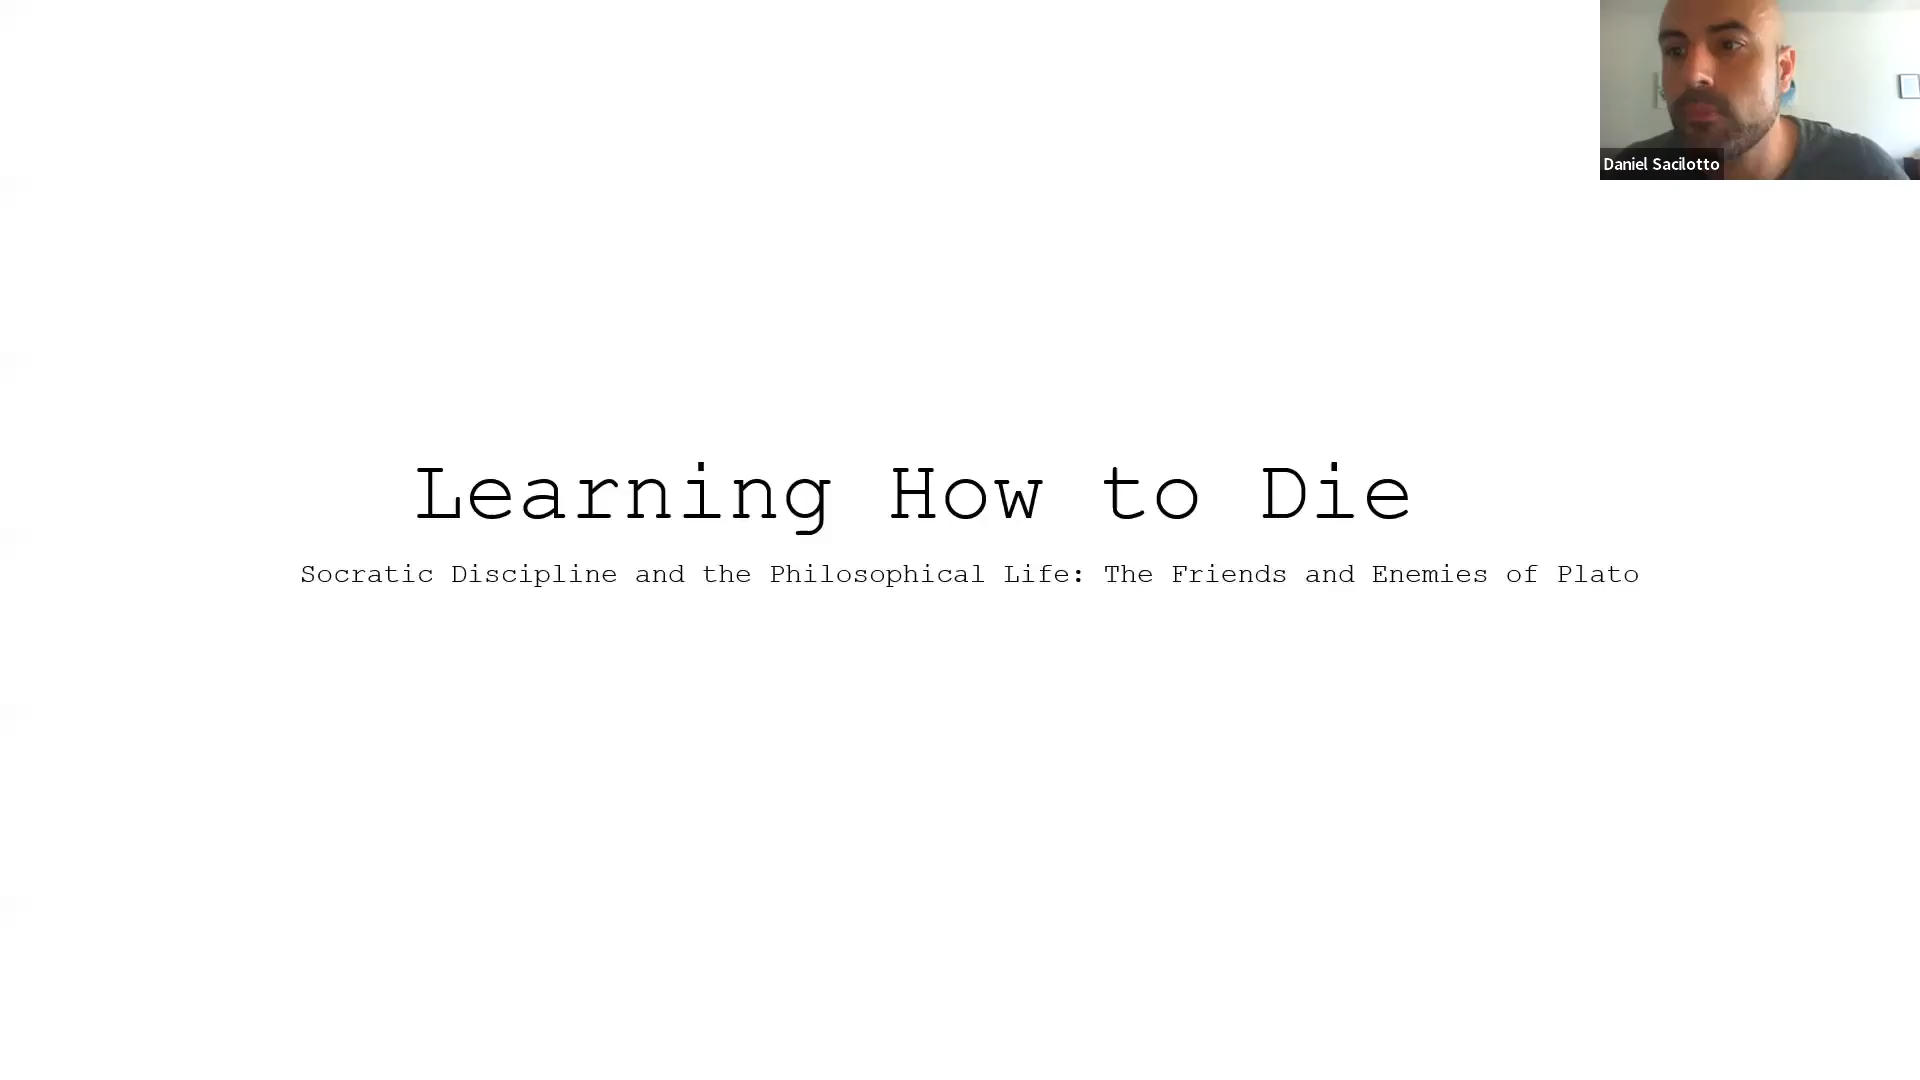 Daniel Sacilotto
Learning How to Die
Socratic Discipline and the Philosophical Life: The Friends and Enemies of Plato